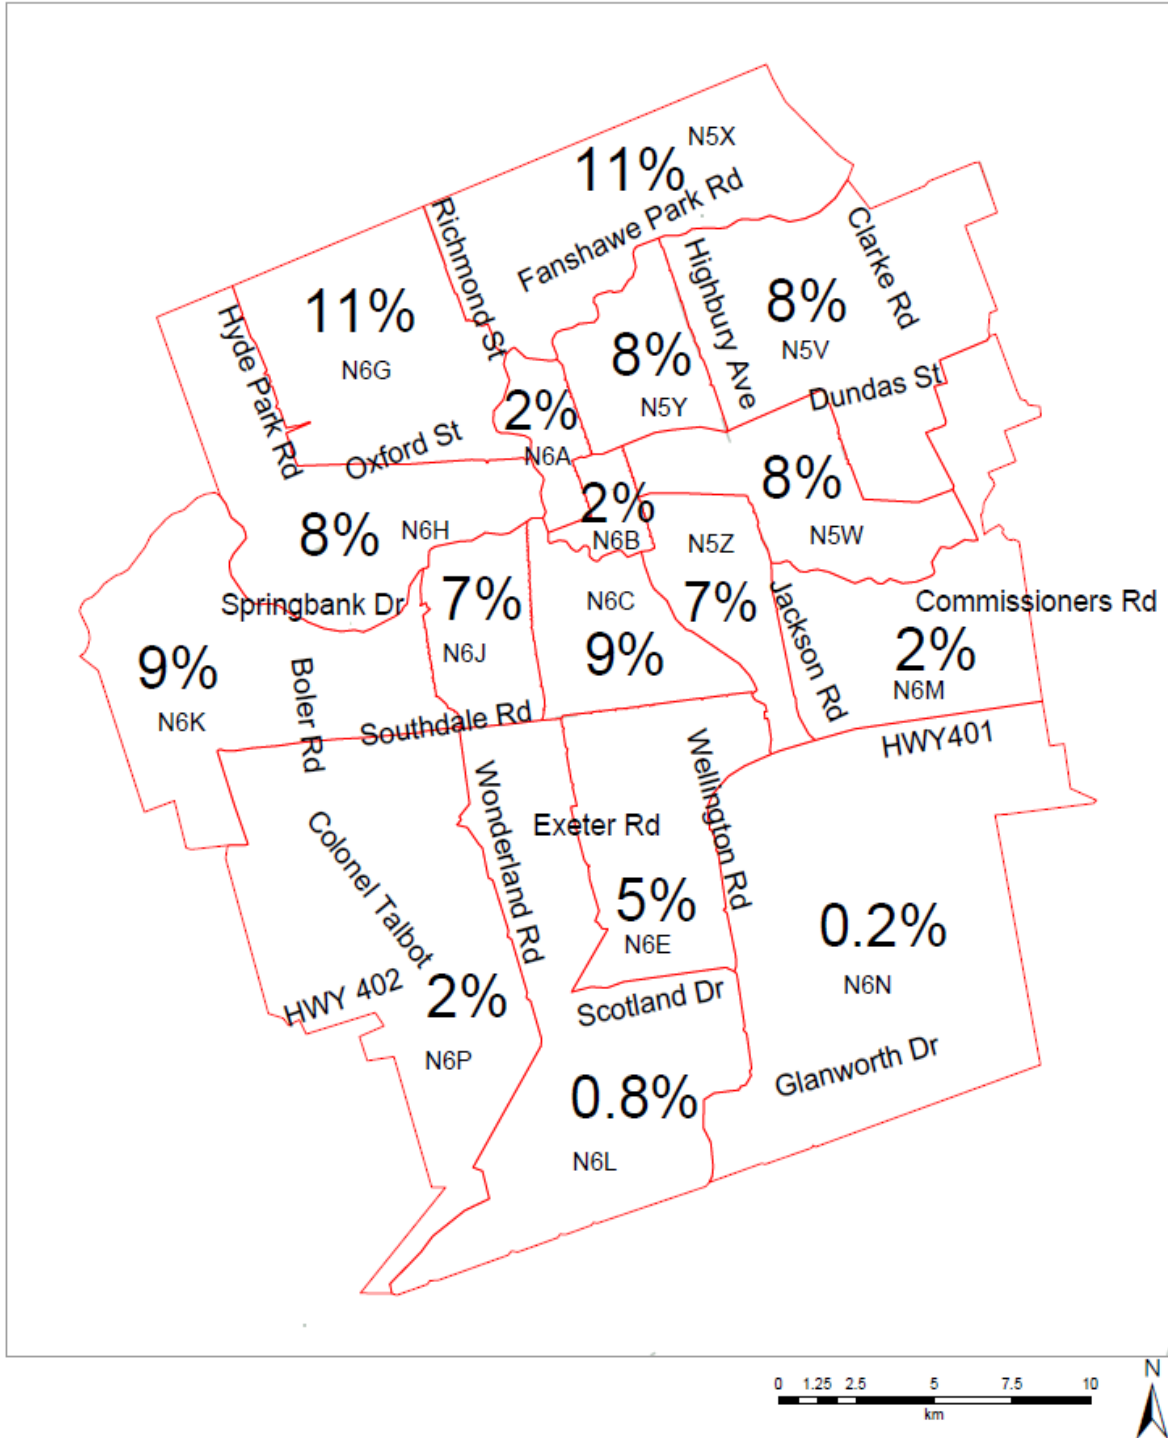 N5X
11%
Fanshawe Park Rd
Richmond St
Clarke Rd
Highbury Ave
11%
N6G
8%
N5V
Hyde Park Rd
8%
N5Y
Dundas St
2%
N6A
Oxford St
8%
N5W
2%
N6B
8%
N6H
N5Z
7%
Springbank Dr
7%
N6J
N6C
9%
Jackson Rd
Commissioners Rd
2%
N6M
9%
N6K
Boler Rd
Southdale Rd
HWY401
Wellington Rd
Wonderland Rd
Exeter Rd
Colonel Talbot
5%
N6E
0.2%
N6N
HWY 402
2%
N6P
Scotland Dr
Glanworth Dr
0.8%
N6L
0 1.25 2.5 5 7.5 10
km
N